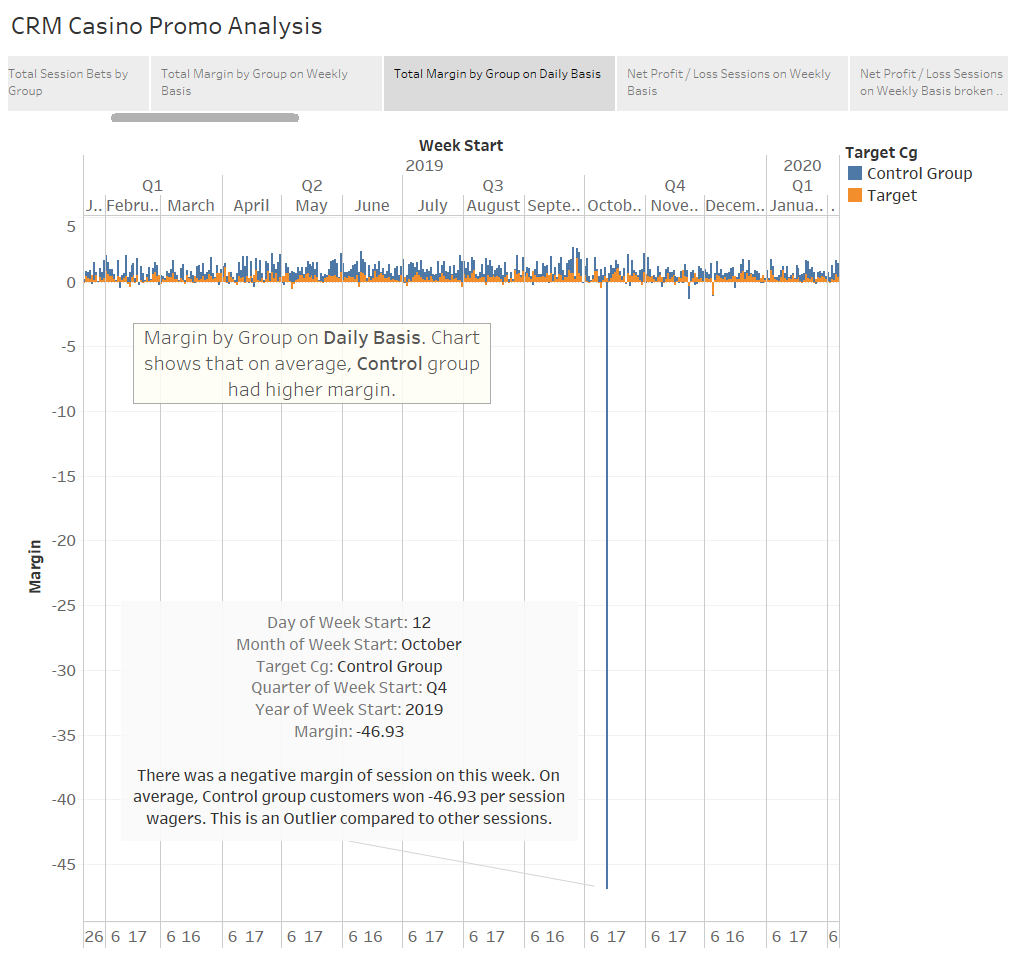 CRM Casino Promo Analysis
Total Session Bets by
Group
Total Margin by Group on Weekly
Basis
Total Margin by Group on Daily Basis
Net Profit / Loss Sessions on Weekly
Basis
Net Profit / Loss Sessions
on Weekly Basis broken ..
Week Start
2019
2020
Q1
Q2
Q3
Q4
Q1
J.. Febru.. March April May June July August Septe.. Octob.. Nove.. Decem.. Janua.. .
Target Cg
Control Group
Target
5
0
-5
-10
-15
-20
-25
-30
-35
-40
-45
Margin
Margin by Group on Daily Basis. Chart
shows that on average, Control group
had higher margin.
Day of Week Start: 12
Month of Week Start: October
Target Cg: Control Group
Quarter of Week Start: Q4
Year of Week Start: 2019
Margin: -46.93
There was a negative margin of session on this week. On
average, Control group customers won -46.93 per session
wagers. This is an Outlier compared to other sessions.
26 6 17 6 16 6 17 6 17 6 16 6 17 6 17 6 16 6 17 6 17 6 16 6 17 6